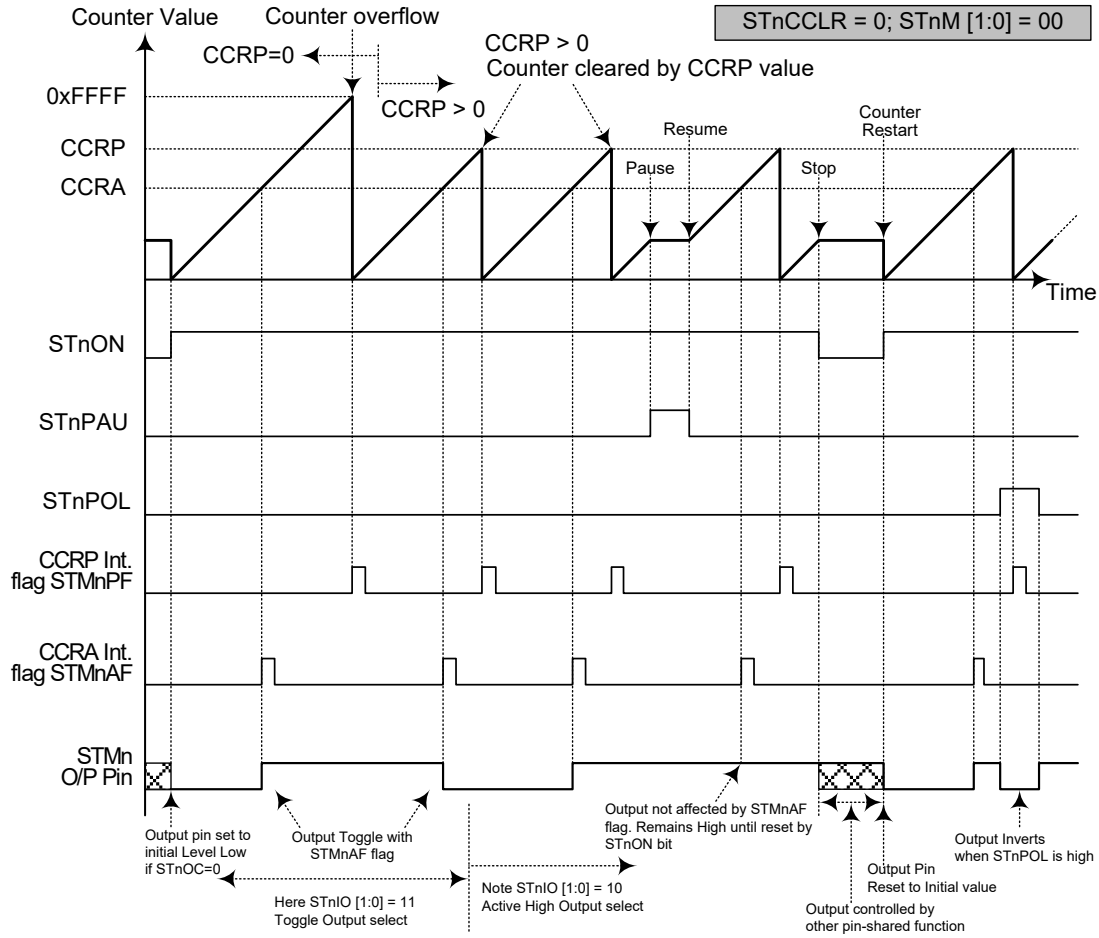 Counter Value
Counter overflow
STnCCLR = 0; STnM [1:0] = 00
CCRP=0
CCRP > 0
CCRP > 0
Counter cleared by CCRP value
0xFFFF
CCRP
CCRA
Pause
Resume
Stop
Counter
Restart
Time
STnON
STnPAU
STnPOL
CCRP Int.
flag STMnPF
CCRA Int.
flag STMnAF
STMn
O/P Pin
Output pin set to
initial Level Low
if STnOC=0
Output Toggle with
STMnAF flag
Here STnIO [1:0] = 11
Toggle Output select
Note STnIO [1:0] = 10
Active High Output select
Output not affected by STMnAF
flag. Remains High until reset by
STnON bit
Output controlled by
other pin-shared function
Output Pin
Reset to Initial value
Output Inverts
when STnPOL is high